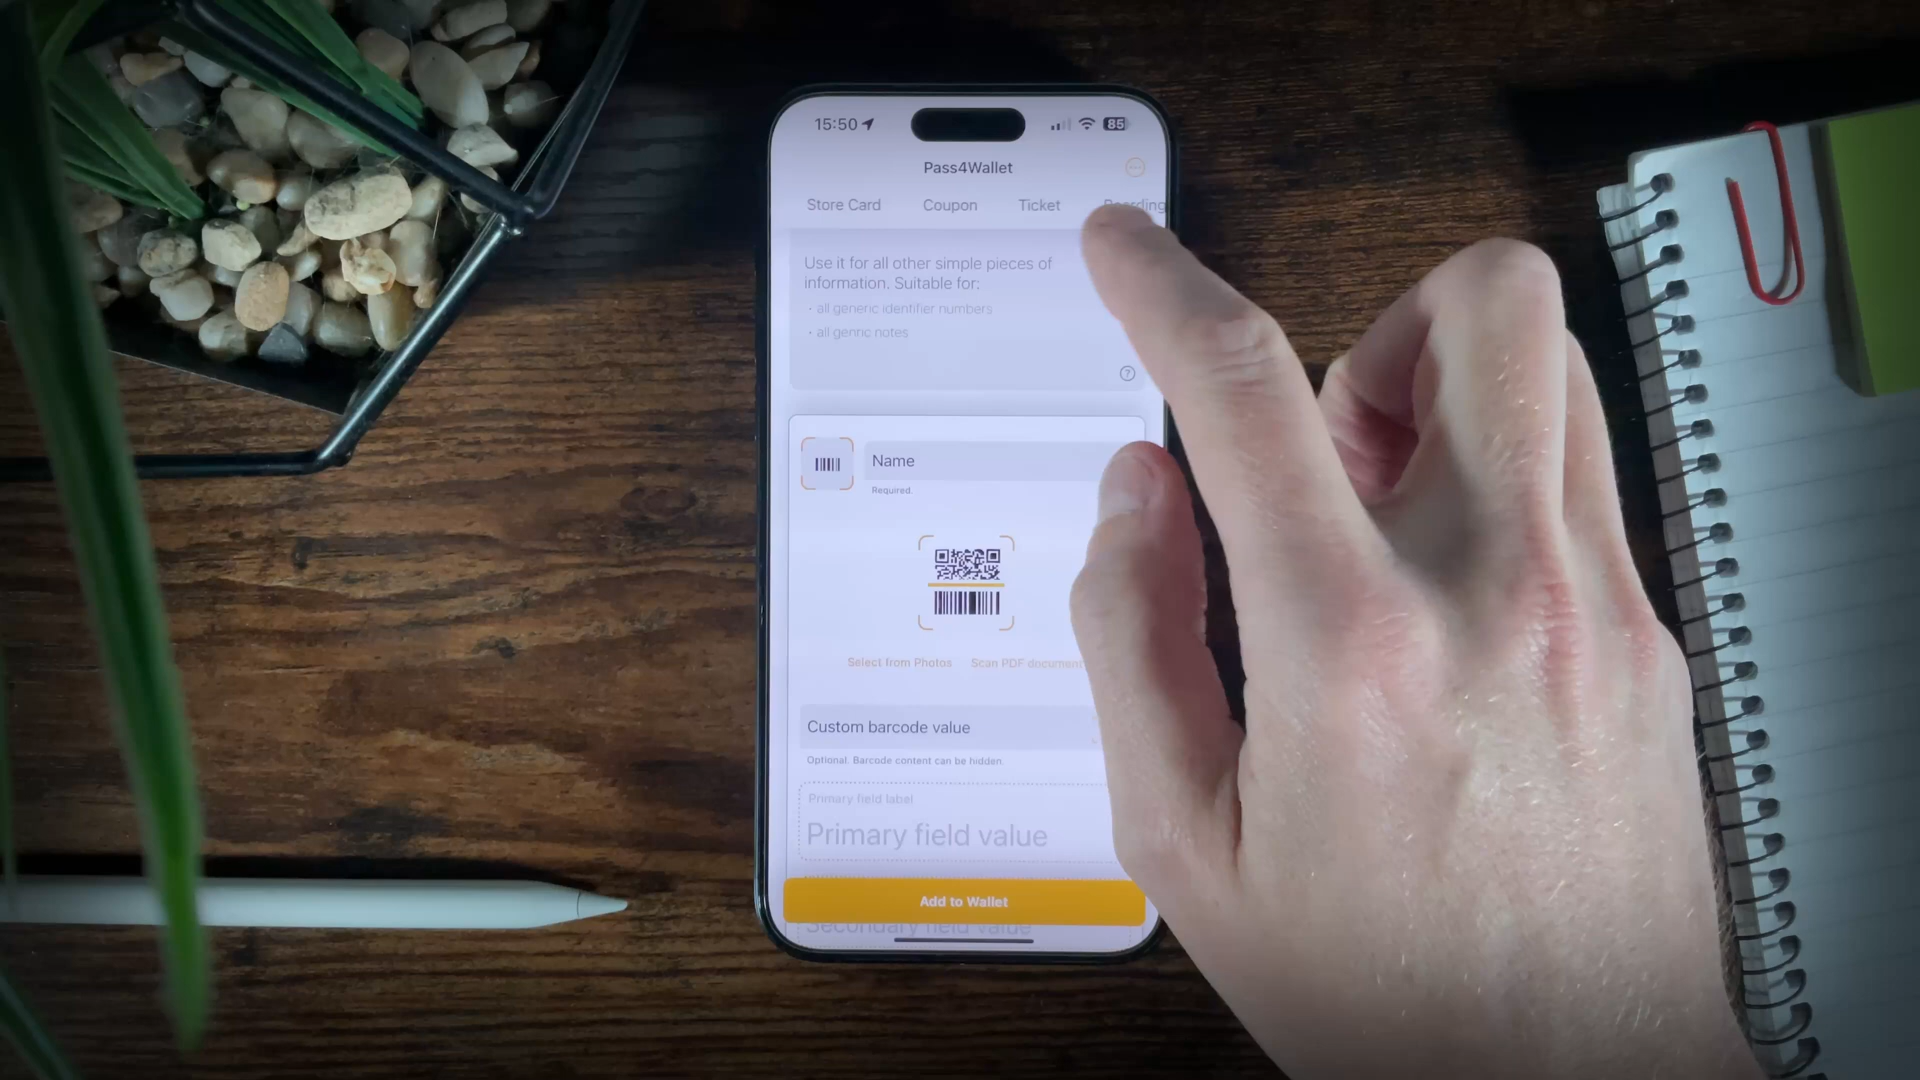 15:50
85
Pass4Wallet
Store Card Coupon Ticket Boarding
Use it for all other simple pieces of
information. Suitable for:
• all generic identifier numbers
• all genric notes
Name
Required.
Select from Photos Scan PDF document
Custom barcode value
Optional. Barcode content can be hidden.
Primary field label
Primary field value
Add to Wallet
Secondary field value